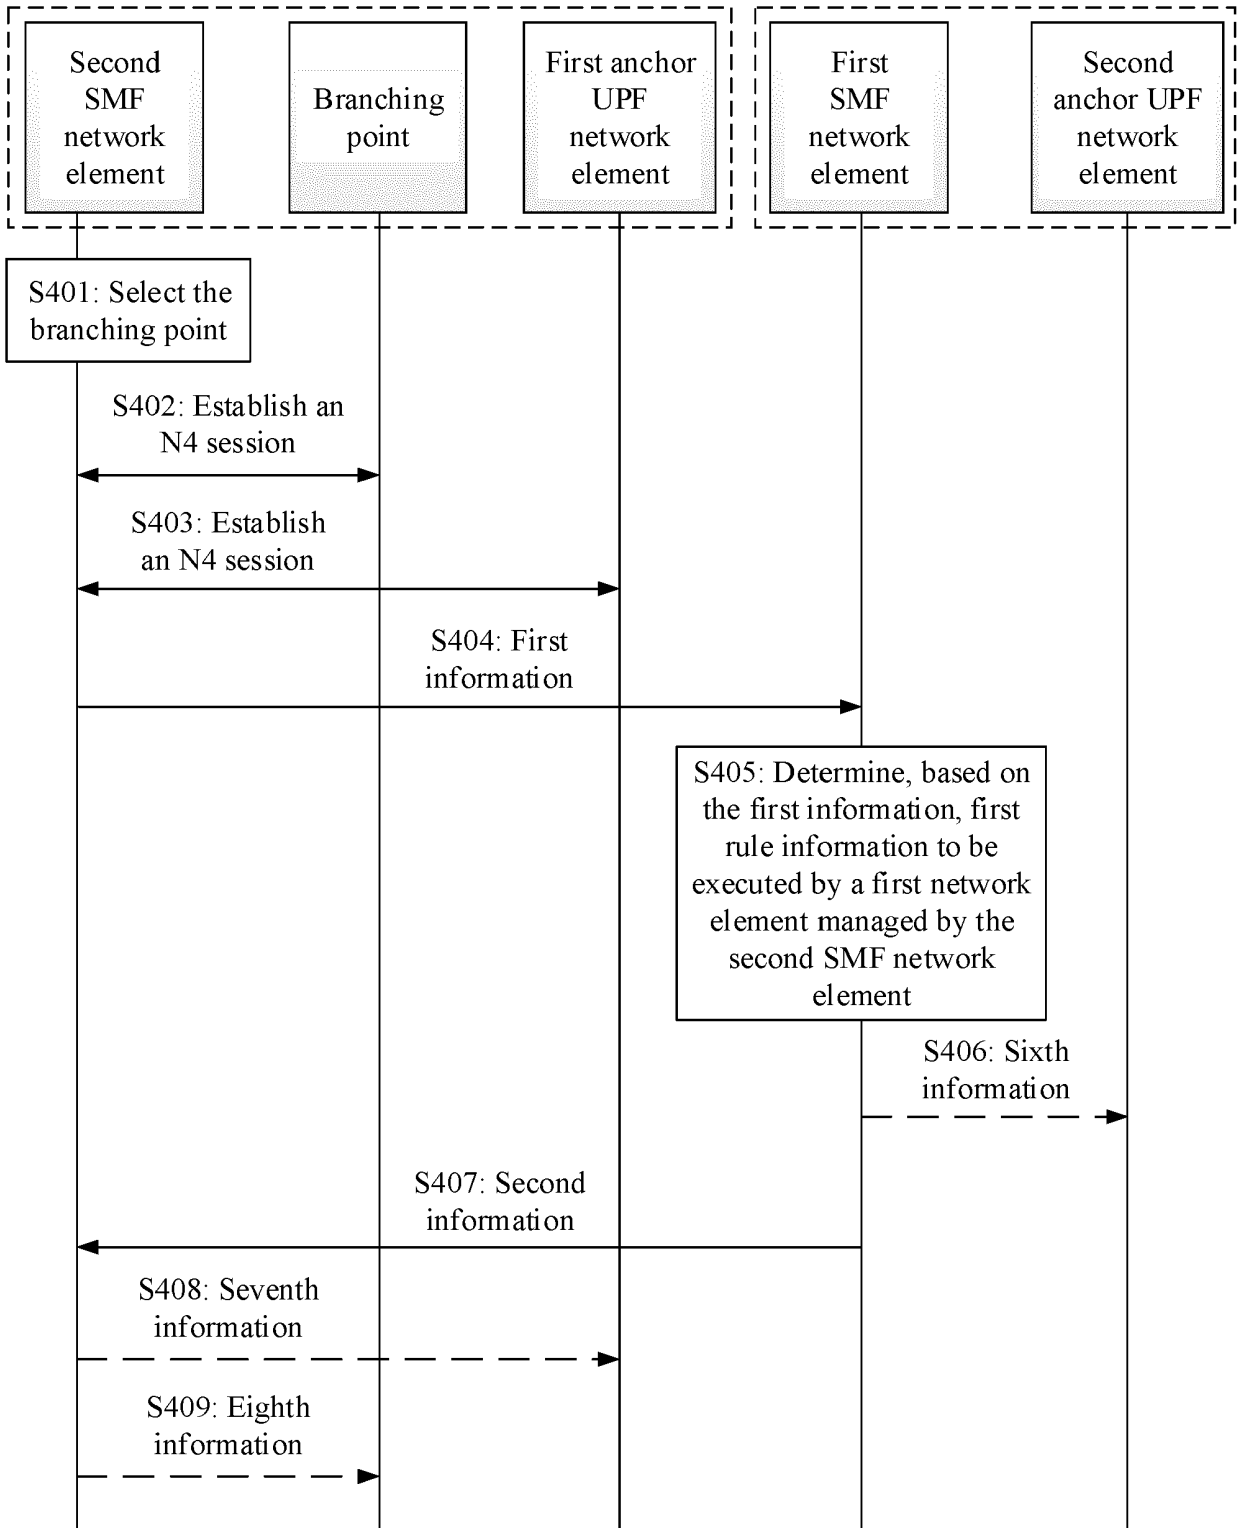 Second
SMF
network
element
Branching
point
First anchor
UPF
network
element
First
SMF
network
element
Second
anchor UPF
network
element
S401: Select the
branching point
S402: Establish an
N4 session
S403: Establish
an N4 session
S404: First
information
S405: Determine, based on
the first information, first
rule information to be
executed by a first network
element managed by the
second SMF network
element
S406: Sixth
information
S407: Second
information
S408: Seventh
information
S409: Eighth
information